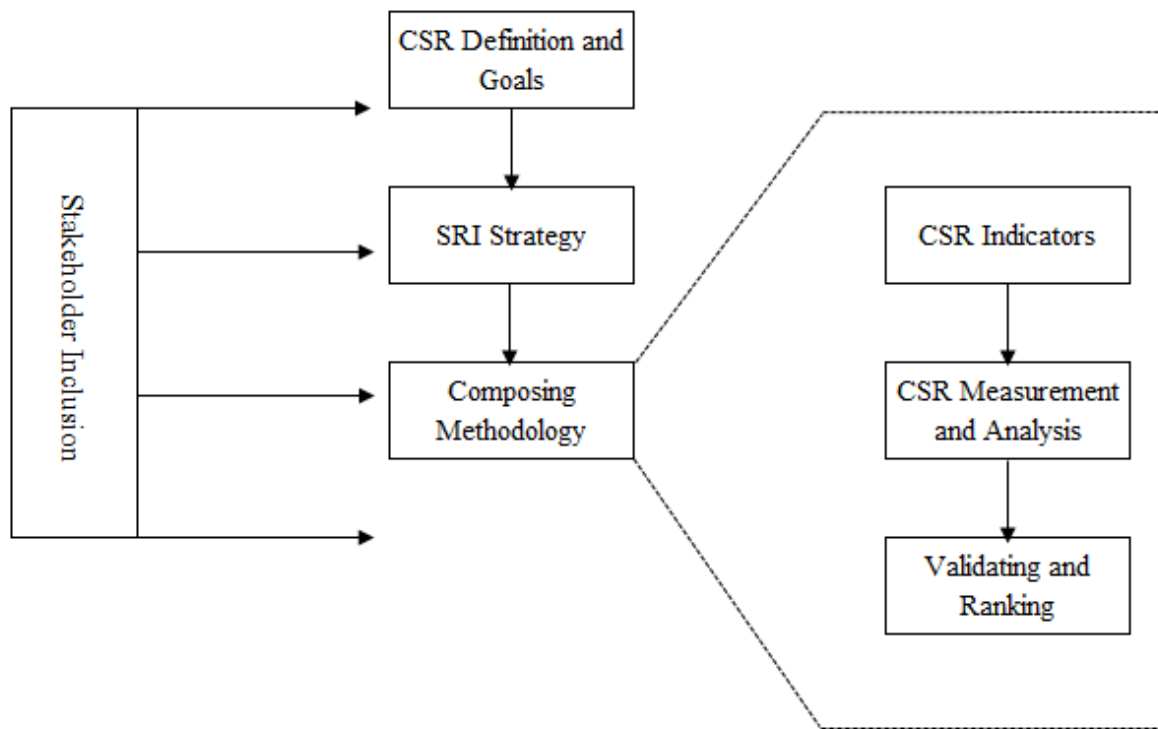 CSR Definition and
Goals
Stakeholder Inclusion
SRI Strategy
CSR Indicators
Composing
Methodology
CSR Measurement
and Analysis
Validating and
Ranking